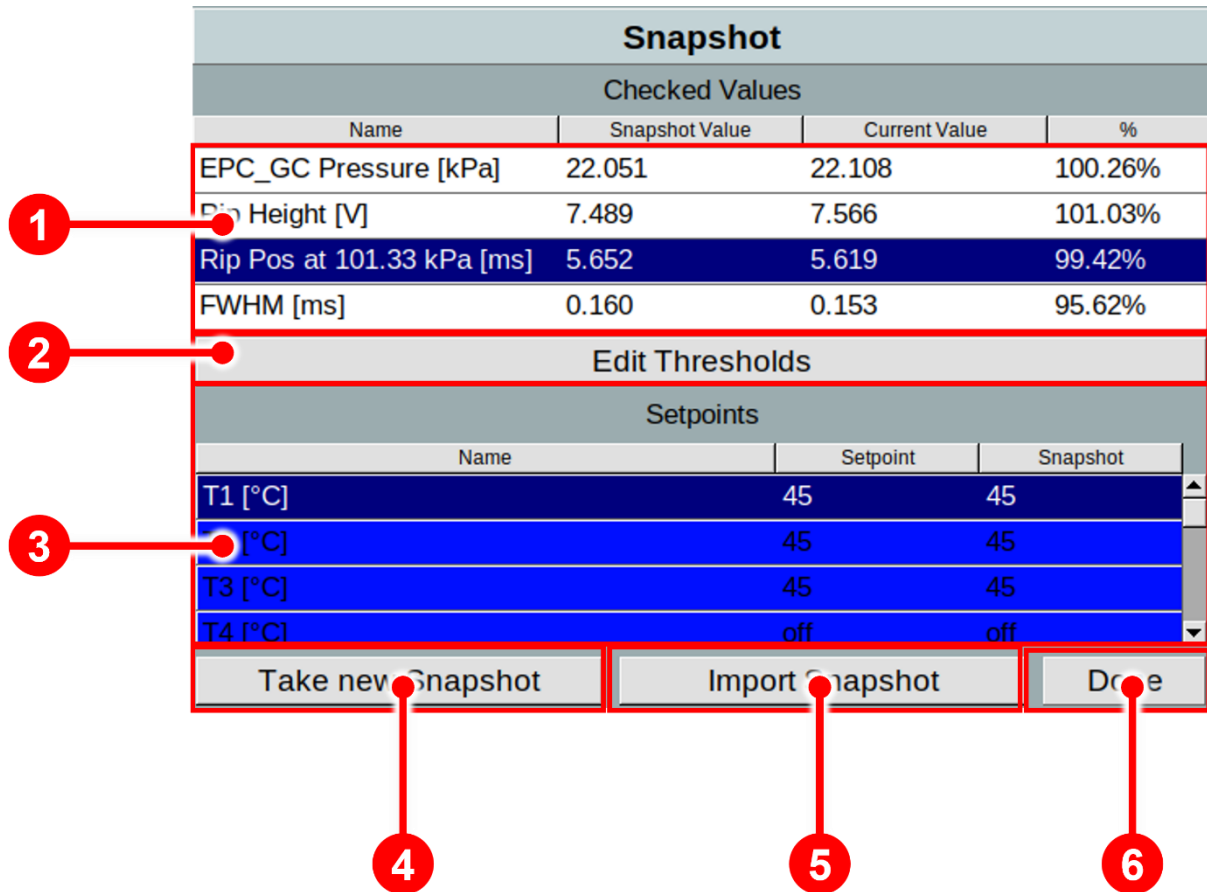 Snapshot
Checked Values
Name Snapshot Value Current Value %
EPC_GC Pressure [kPa] 22.051 22.108 100.26%
1 Rip Height [V] 7.489 7.566 101.03%
Rip Pos at 101.33 kPa [ms] 5.652 5.619 99.42%
FWHM [ms] 0.160 0.153 95.62%
2 Edit Thresholds
Setpoints
Name Setpoint Snapshot
T1 [°C] 45 45
3 [°C] 45 45
T3 [°C] 45 45
T4 [°C] off off
Take new Snapshot Import Snapshot Done
4 5 6